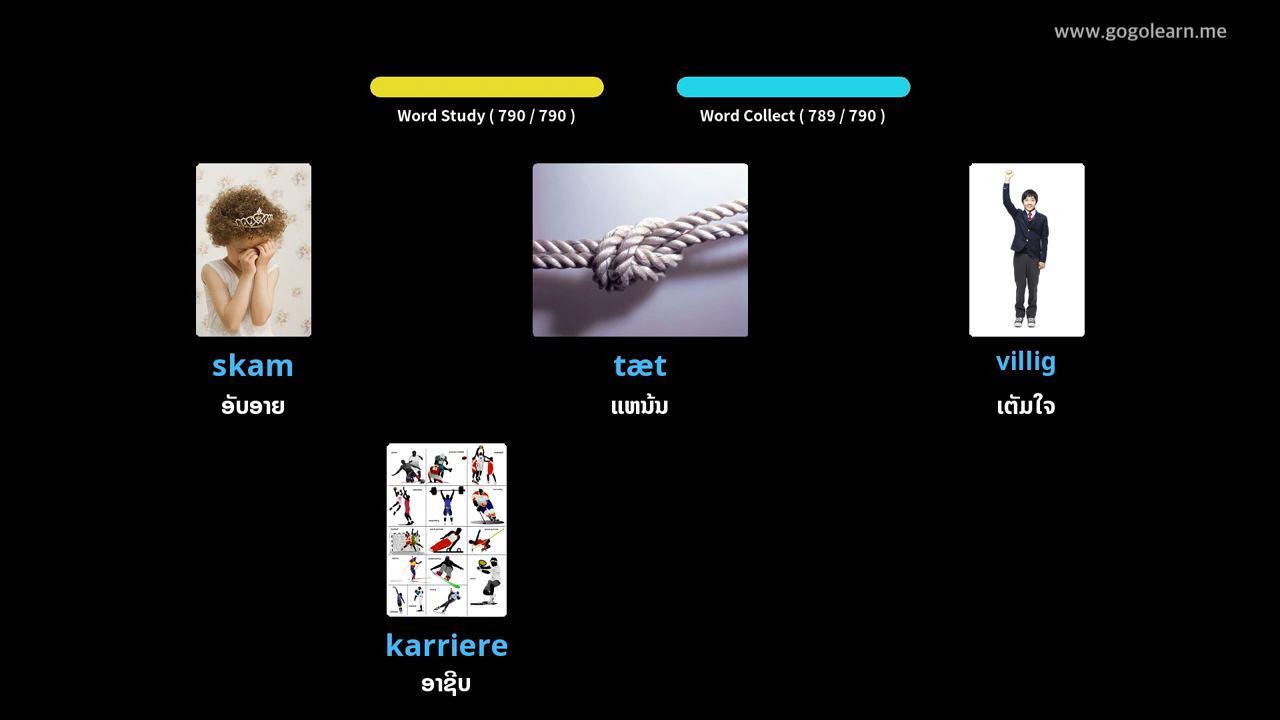 www.gogolearn.me
Word Study ( 790 / 790 )
Word Collect ( 789 / 790 )
skam
tæt
villig
ອັບອາຍ
ແຫນ້ນ
ເຕັມໃຈ
karriere
ອາຊີບ